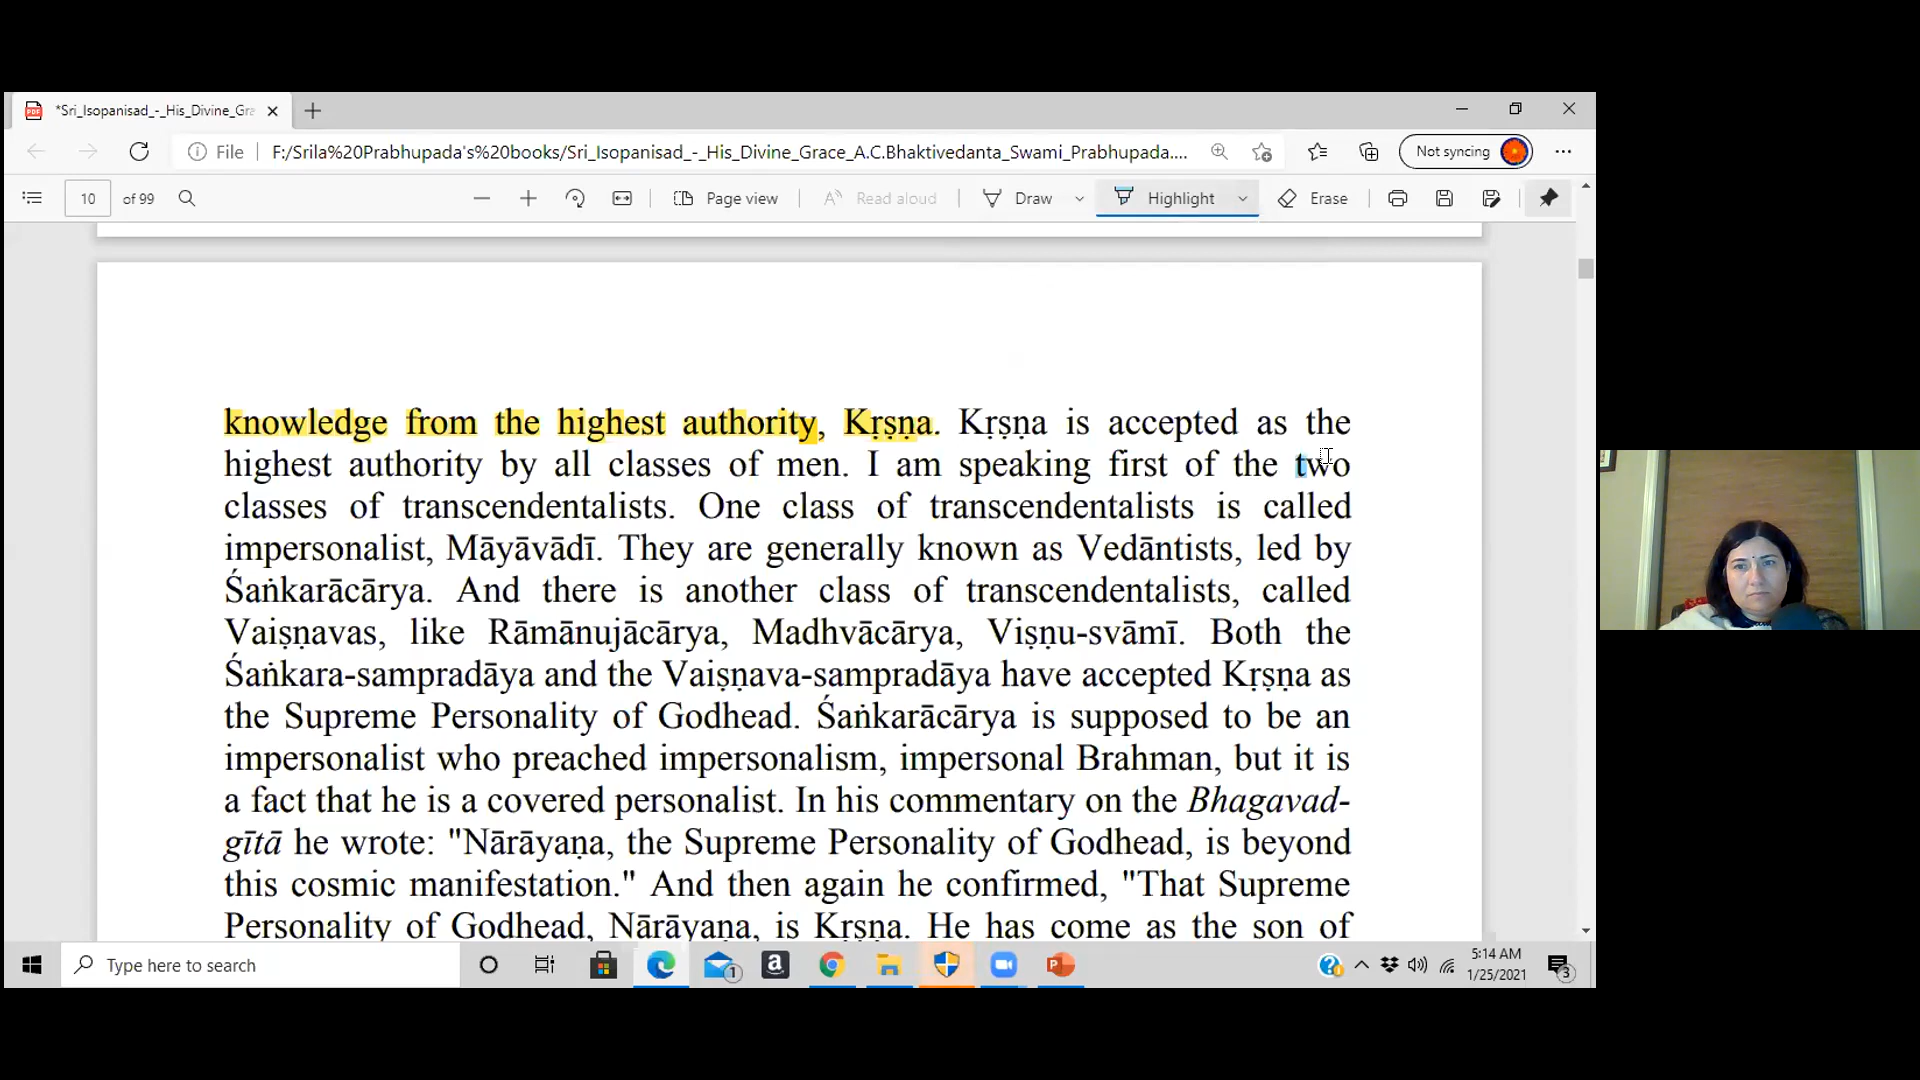 *Sri_Isopanisad_-_His_Divine_Gra
File F:/Srila%20Prabhupada's%20books/Sri_Isopanisad_-_His_Divine_Grace_A.C.Bhaktivedanta_Swami_Prabhupada.... Not syncing
10 of 99 Page view Read aloud Draw Highlight Erase
knowledge from the highest authority, Kṛṣṇa. Kṛṣṇa is accepted as the
highest authority by all classes of men. I am speaking first of the two
classes of transcendentalists. One class of transcendentalists is called
impersonalist, Māyāvādī. They are generally known as Vedāntists, led by
Śaṅkarācārya. And there is another class of transcendentalists, called
Vaiṣṇavas, like Rāmānujācārya, Madhvācārya, Viṣṇu-svāmī. Both the
Śaṅkara-sampradāya and the Vaiṣṇava-sampradāya have accepted Kṛṣṇa as
the Supreme Personality of Godhead. Śaṅkarācārya is supposed to be an
impersonalist who preached impersonalism, impersonal Brahman, but it is
a fact that he is a covered personalist. In his commentary on the Bhagavad-
gītā he wrote: "Nārāyaṇa, the Supreme Personality of Godhead, is beyond
this cosmic manifestation." And then again he confirmed, "That Supreme
Personality of Godhead, Nārāyaṇa, is Kṛṣṇa. He has come as the son of
Type here to search
5:14 AM
1/25/2021